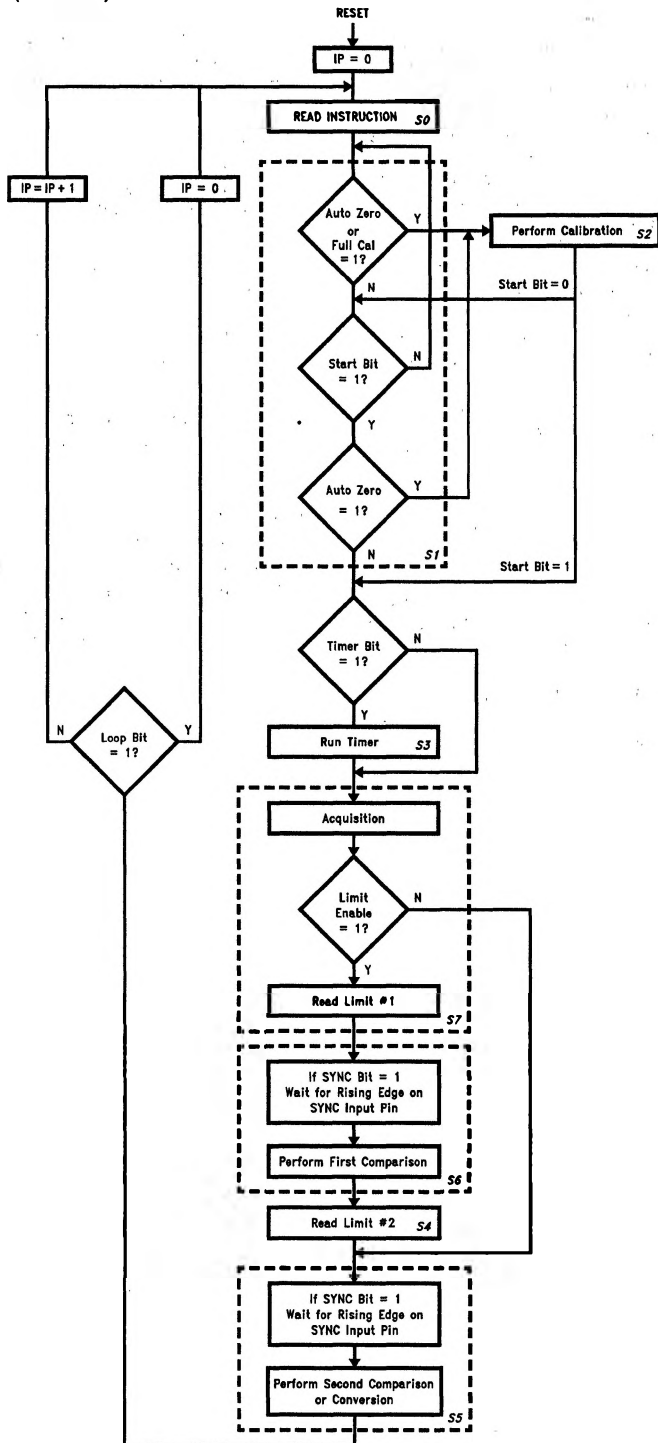 RESET
IP = 0
READ INSTRUCTION S0
IP = IP + 1
IP = 0
Auto Zero
or
Full Cal
= 1?
Y
Perform Calibration S2
N
Start Bit = 0
Start Bit
= 1?
N
Y
Auto Zero
= 1?
Y
N
S1
Start Bit = 1
Timer Bit
= 1?
N
Y
Run Timer S3
N
Loop Bit
= 1?
Y
Acquisition
Limit
Enable
= 1?
N
Y
Read Limit #1
S7
If SYNC Bit = 1
Wait for Rising Edge on
SYNC Input Pin
Perform First Comparison
S6
Read Limit #2 S4
If SYNC Bit = 1
Wait for Rising Edge on
SYNC Input Pin
Perform Second Comparison
or Conversion
S5